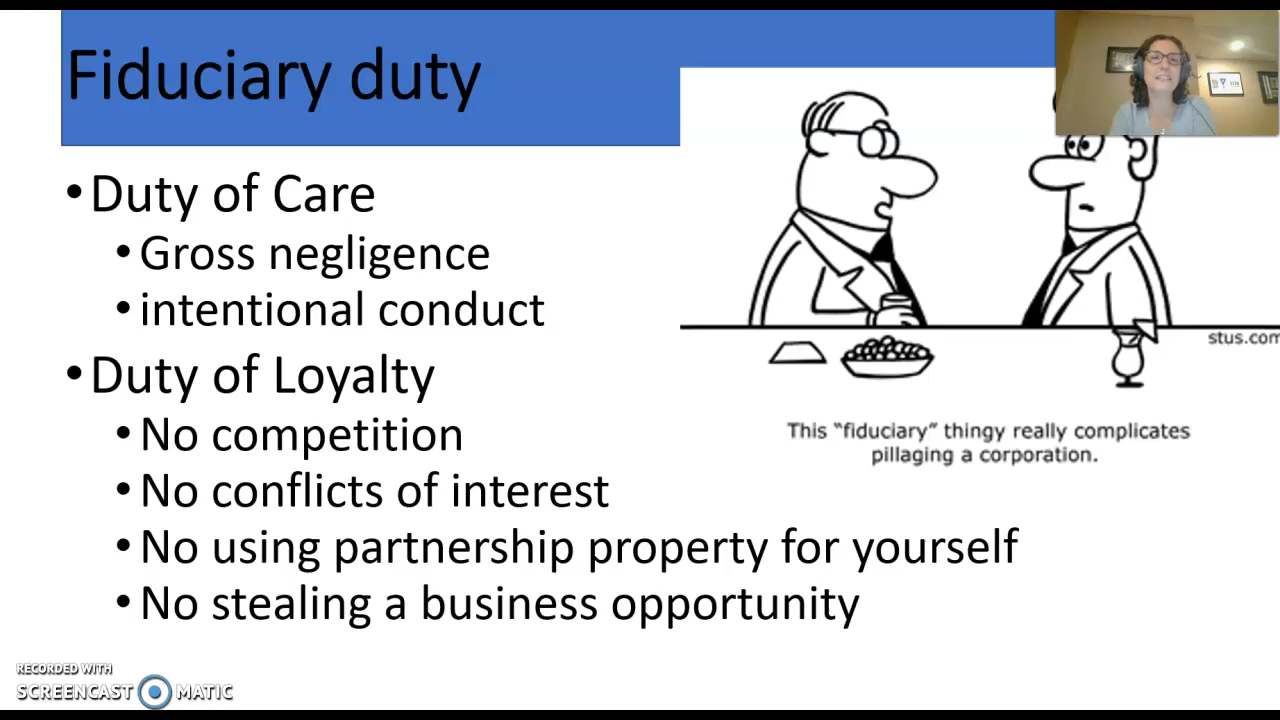 Fiduciary duty
•Duty of Care
•Gross negligence
•intentional conduct
•Duty of Loyalty
•No competition
•No conflicts of interest
•No using partnership property for yourself
•No stealing a business opportunity
stus.com
This "fiduciary" thingy really complicates
pillaging a corporation.
RECORDED WITH
SCREENCAST MATIC